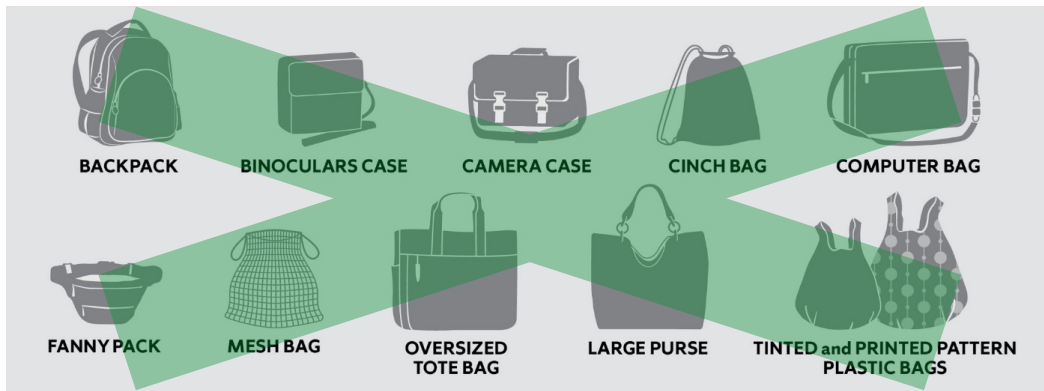 BACKPACK
BINOCULARS CASE
CAMERA CASE
CINCH BAG
COMPUTER BAG
FANNY PACK
MESH BAG
OVERSIZED
TOTE BAG
LARGE PURSE
TINTED and PRINTED PATTERN
PLASTIC BAGS